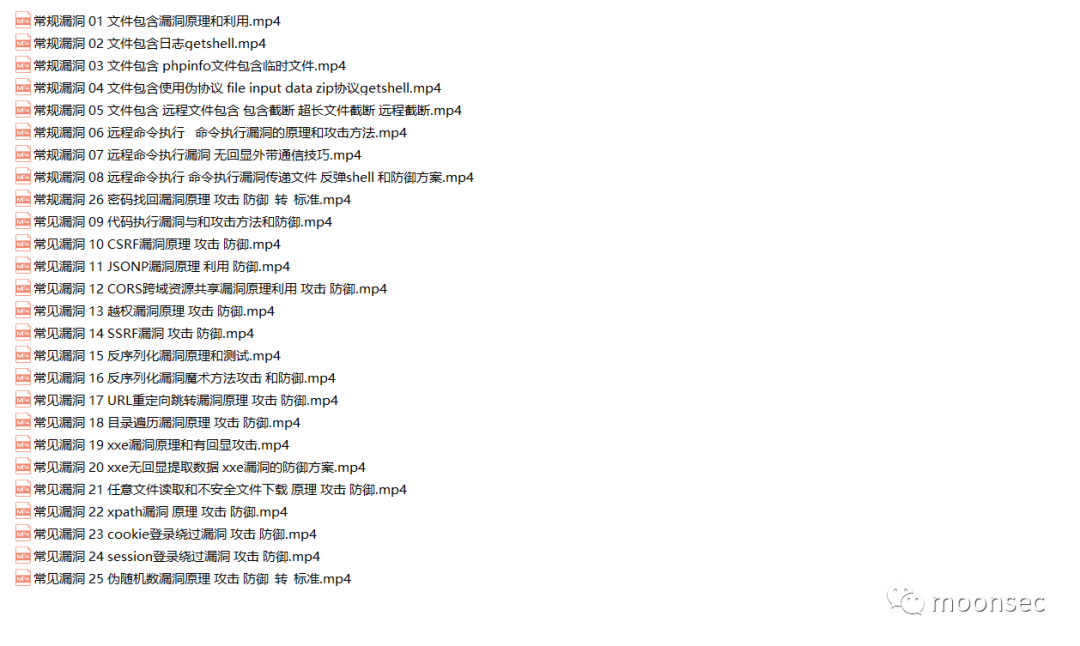 常规漏洞 01 文件包含漏洞原理和利用.mp4
常规漏洞 02 文件包含日志getshell.mp4
常规漏洞 03 文件包含 phpinfo文件包含临时文件.mp4
常规漏洞 04 文件包含使用伪协议 file input data zip协议getshell.mp4
常规漏洞 05 文件包含 远程文件包含 包含截断 超长文件截断 远程截断.mp4
常规漏洞 06 远程命令执行   命令执行漏洞的原理和攻击方法.mp4
常规漏洞 07 远程命令执行漏洞 无回显外带通信技巧.mp4
常规漏洞 08 远程命令执行 命令执行漏洞传递文件 反弹shell 和防御方案.mp4
常规漏洞 26 密码找回漏洞原理 攻击 防御  转  标准.mp4
常见漏洞 09 代码执行漏洞与和攻击方法和防御.mp4
常见漏洞 10 CSRF漏洞原理 攻击 防御.mp4
常见漏洞 11 JSONP漏洞原理 利用 防御.mp4
常见漏洞 12 CORS跨域资源共享漏洞原理利用 攻击 防御.mp4
常见漏洞 13 越权漏洞原理 攻击 防御.mp4
常见漏洞 14 SSRF漏洞 攻击 防御.mp4
常见漏洞 15 反序列化漏洞原理和测试.mp4
常见漏洞 16 反序列化漏洞魔术方法攻击 和防御.mp4
常见漏洞 17 URL重定向跳转漏洞原理 攻击 防御.mp4
常见漏洞 18 目录遍历漏洞原理 攻击 防御.mp4
常见漏洞 19 xxe漏洞原理和有回显攻击.mp4
常见漏洞 20 xxe无回显提取数据 xxe漏洞的防御方案.mp4
常见漏洞 21 任意文件读取和不安全文件下载 原理 攻击 防御.mp4
常见漏洞 22 xpath漏洞 原理 攻击 防御.mp4
常见漏洞 23 cookie登录绕过漏洞 攻击 防御.mp4
常见漏洞 24 session登录绕过漏洞 攻击 防御.mp4
常见漏洞 25 伪随机数漏洞原理 攻击 防御  转  标准.mp4
moonsec